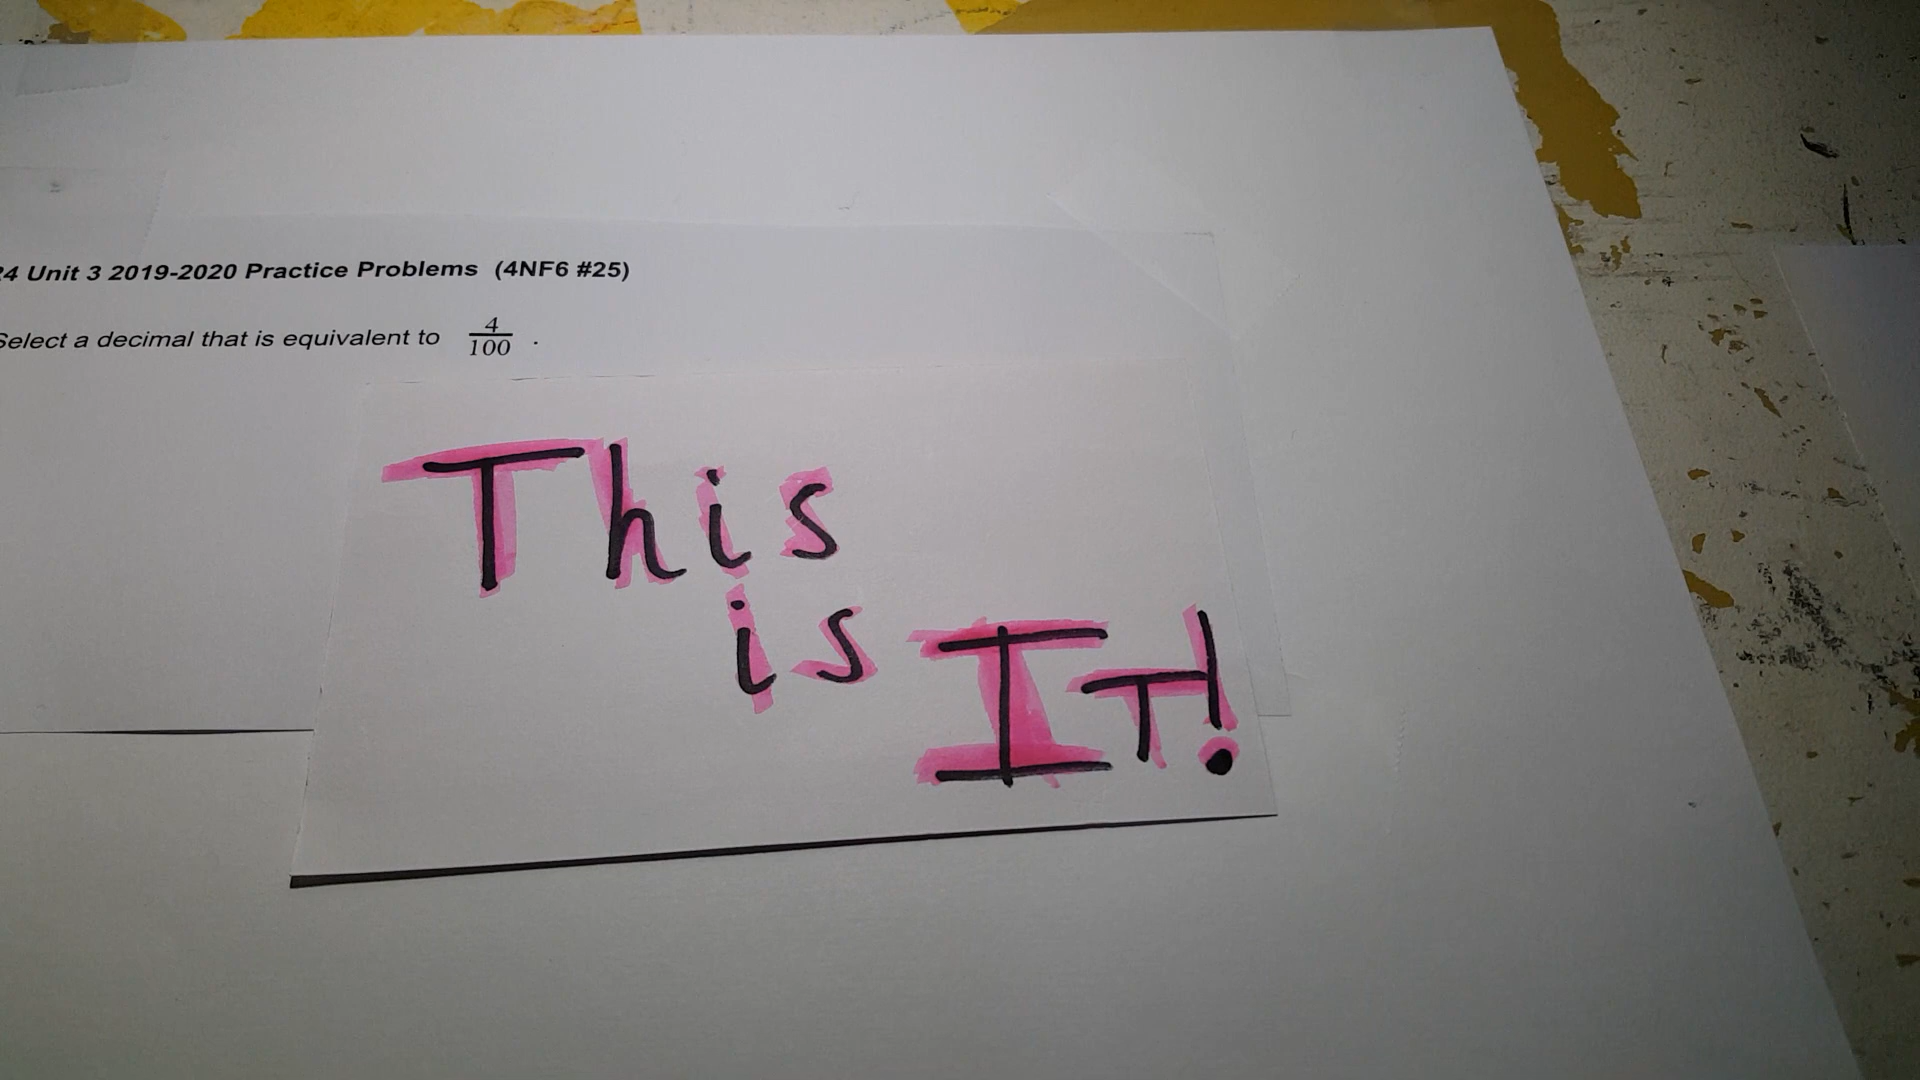 4 Unit 3 2019-2020 Practice Problems (4NF6 #25)
Select a decimal that is equivalent to 4/100 .
This
is IT!